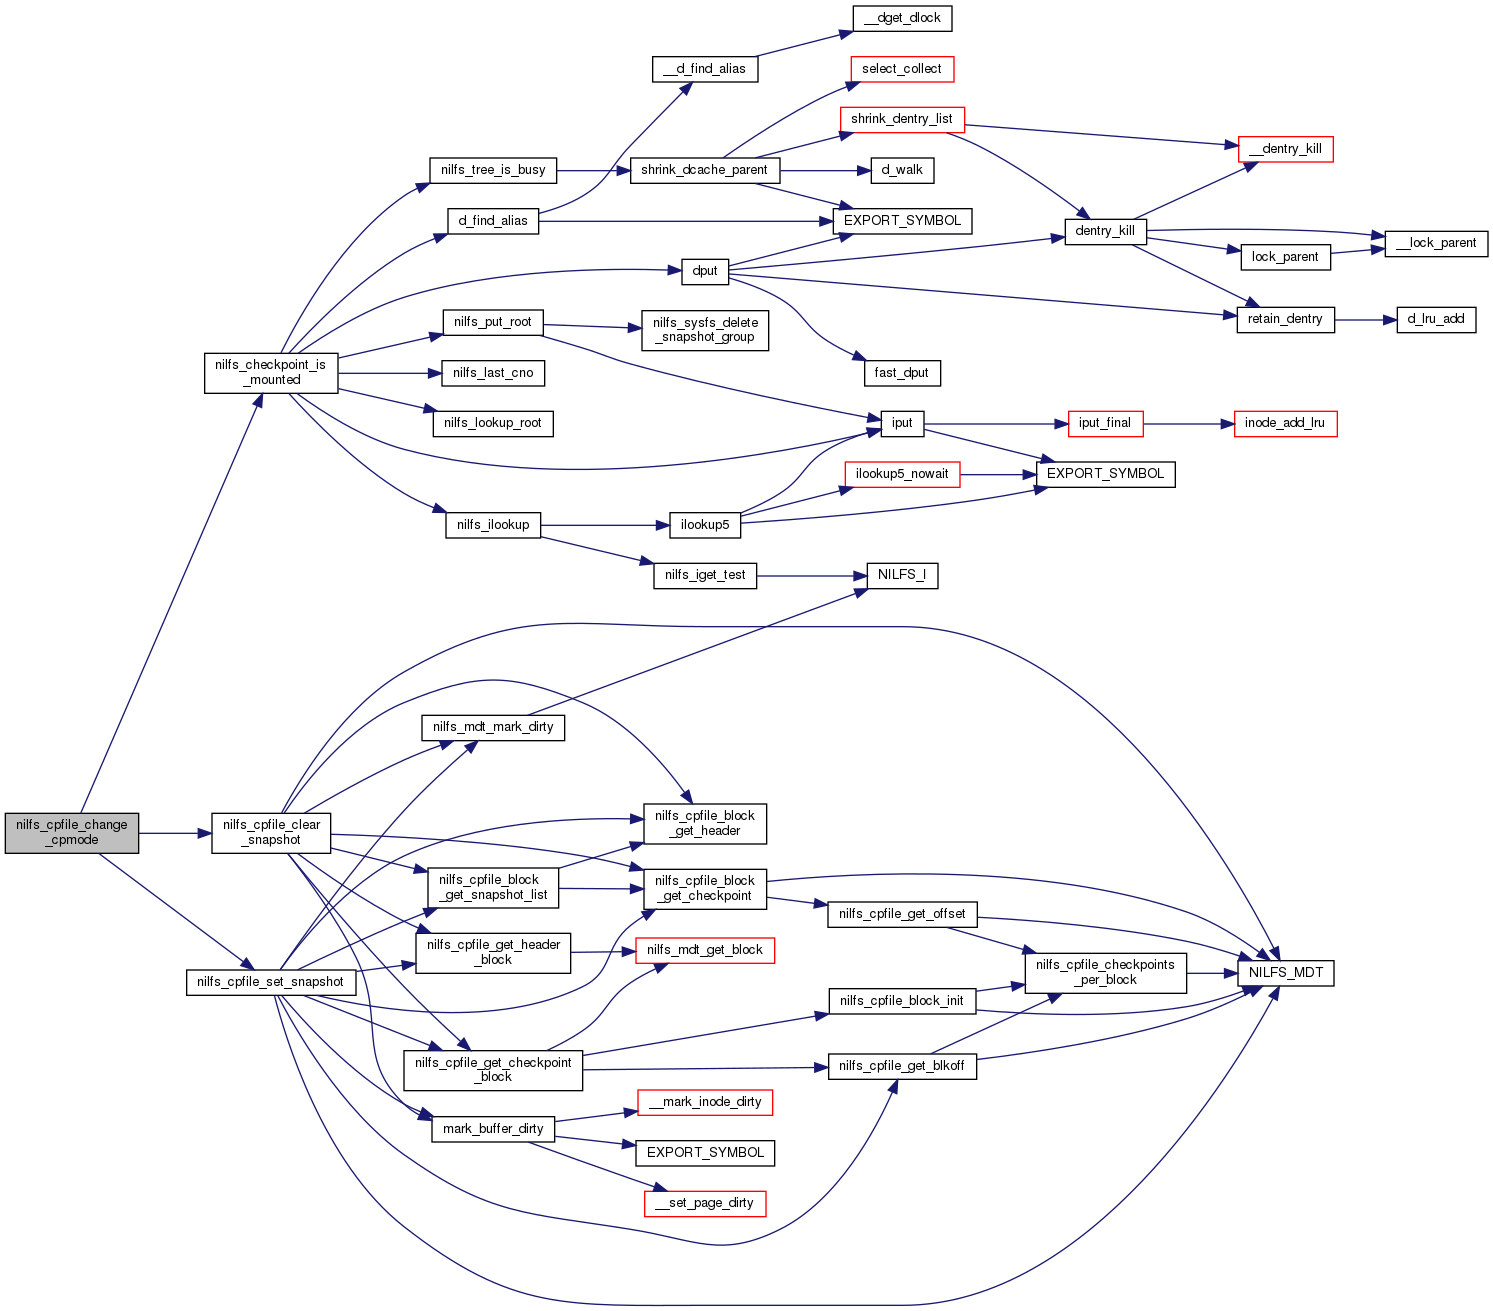 __dget_dlock
__d_find_alias
select_collect
shrink_dentry_list
__dentry_kill
nilfs_tree_is_busy
shrink_dcache_parent
d_walk
d_find_alias
EXPORT_SYMBOL
dentry_kill
__lock_parent
lock_parent
dput
nilfs_put_root
nilfs_sysfs_delete
_snapshot_group
retain_dentry
d_lru_add
nilfs_checkpoint_is
_mounted
nilfs_last_cno
fast_dput
nilfs_lookup_root
iput
iput_final
inode_add_lru
ilookup5_nowait
EXPORT_SYMBOL
nilfs_ilookup
ilookup5
nilfs_iget_test
NILFS_I
nilfs_mdt_mark_dirty
nilfs_cpfile_change
_cpmode
nilfs_cpfile_clear
_snapshot
nilfs_cpfile_block
_get_header
nilfs_cpfile_block
_get_snapshot_list
nilfs_cpfile_block
_get_checkpoint
nilfs_cpfile_get_offset
nilfs_cpfile_get_header
_block
nilfs_mdt_get_block
nilfs_cpfile_checkpoints
_per_block
NILFS_MDT
nilfs_cpfile_set_snapshot
nilfs_cpfile_block_init
nilfs_cpfile_get_checkpoint
_block
nilfs_cpfile_get_blkoff
__mark_inode_dirty
mark_buffer_dirty
EXPORT_SYMBOL
__set_page_dirty